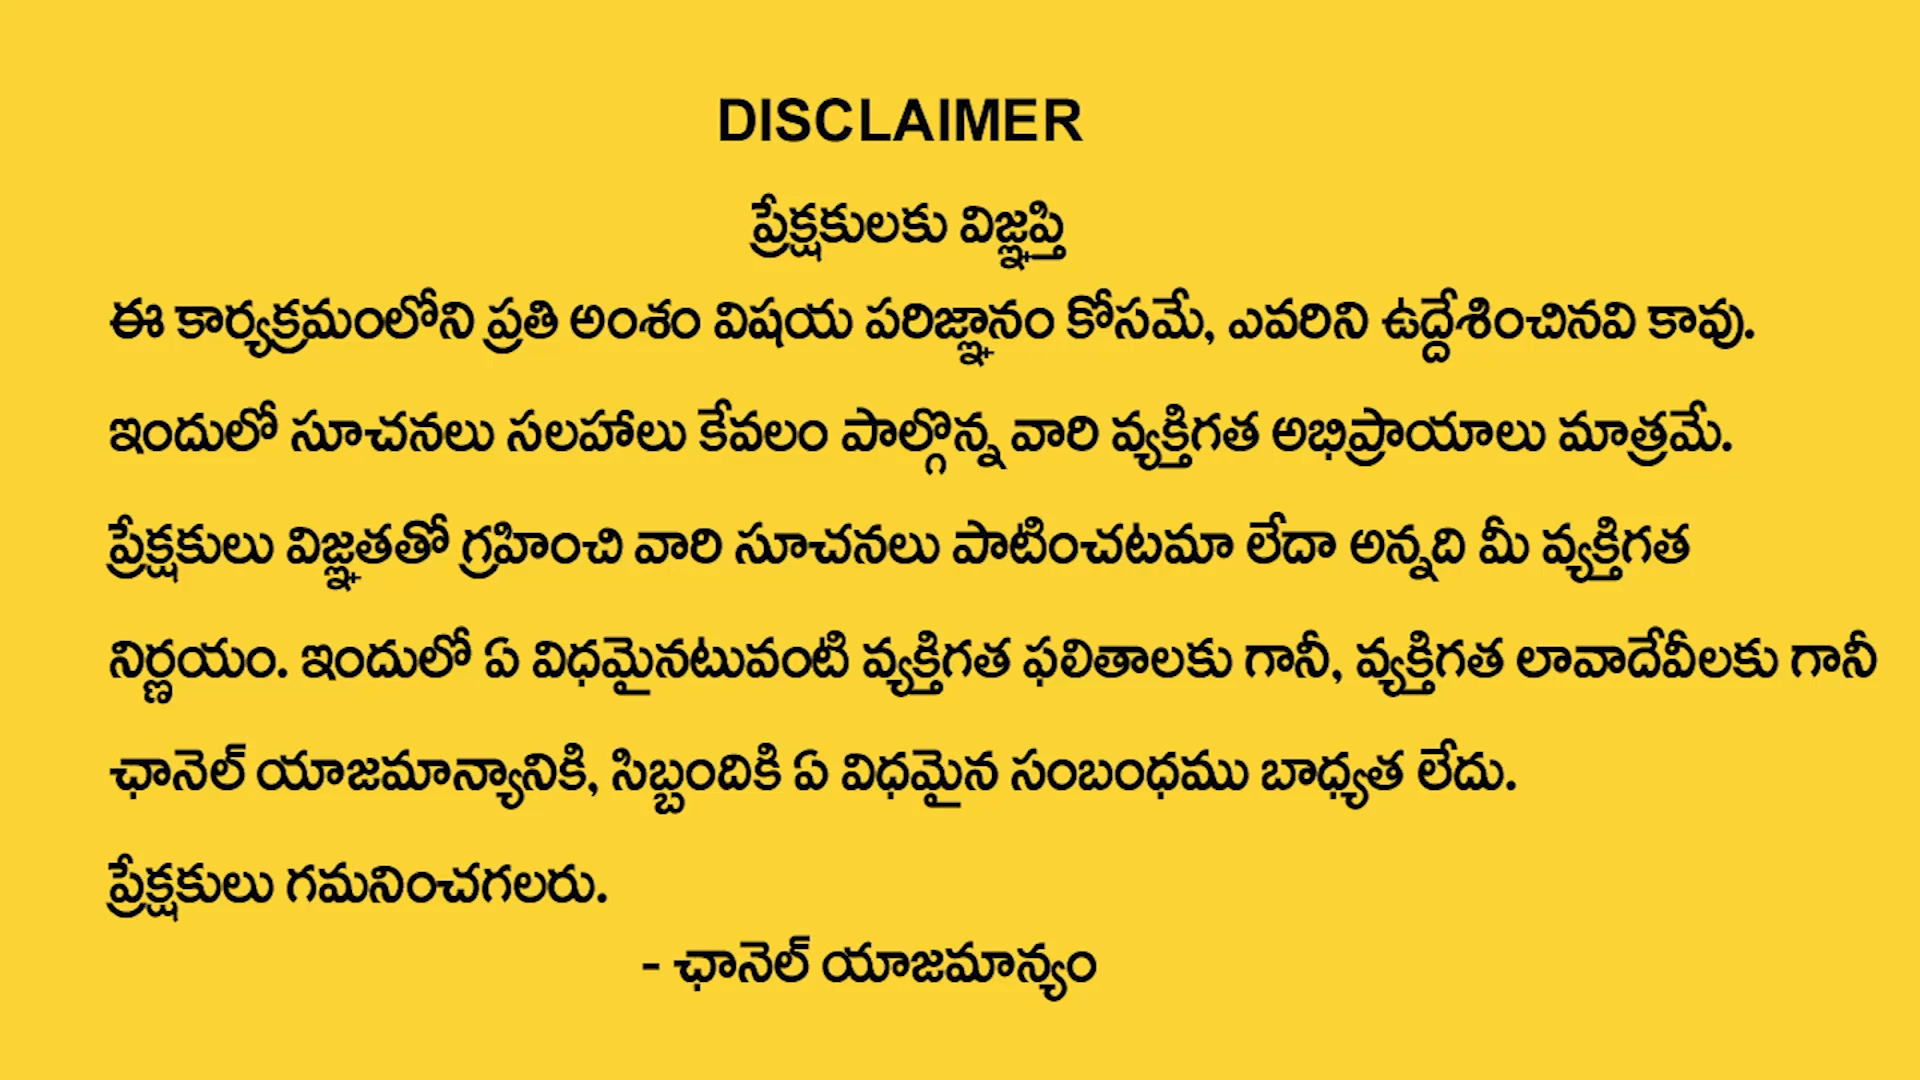 DISCLAIMER
ప్రేక్షకులకు విజ్ఞప్తి
ఈ కార్యక్రమంలోని ప్రతి అంశం విషయ పరిజ్ఞానం కోసమే, ఎవరిని ఉద్దేశించినవి కావు.
ఇందులో సూచనలు సలహాలు కేవలం పాల్గొన్న వారి వ్యక్తిగత అభిప్రాయాలు మాత్రమే.
ప్రేక్షకులు విజ్ఞతతో గ్రహించి వారి సూచనలు పాటించటమా లేదా అన్నది మీ వ్యక్తిగత
నిర్ణయం. ఇందులో ఏ విధమైనటువంటి వ్యక్తిగత ఫలితాలకు గానీ, వ్యక్తిగత లావాదేవీలకు గానీ
ఛానెల్ యాజమాన్యానికి, సిబ్బందికి ఏ విధమైన సంబంధము బాధ్యత లేదు.
ప్రేక్షకులు గమనించగలరు.
- ఛానెల్ యాజమాన్యం